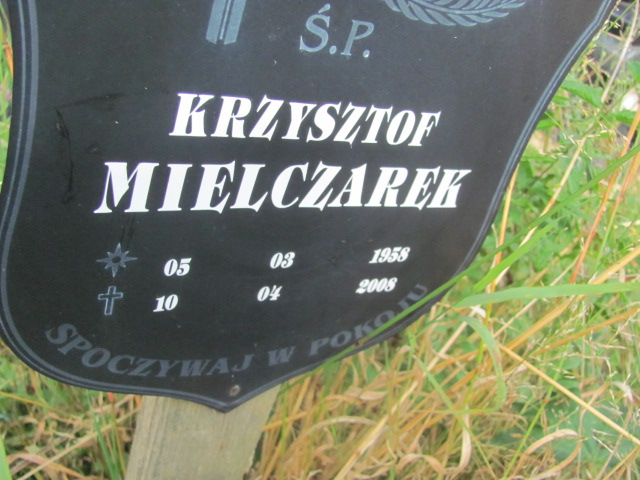 Ś.P.
KRZYSZTOF
MIELCZAREK
05 03 1958
10 04 2008
SPOCZYWAJ W POKOJU